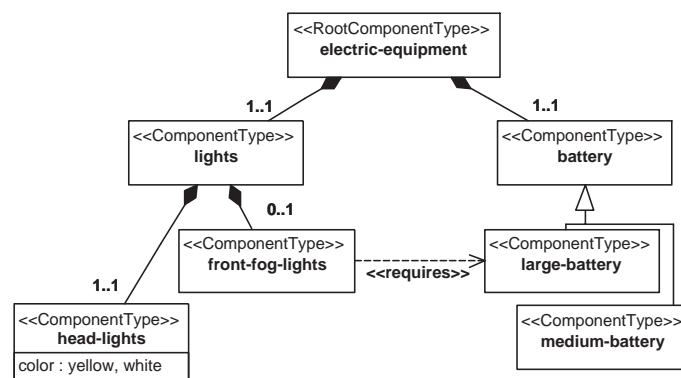 <<RootComponentType>>
electric-equipment
1..1
1..1
<<ComponentType>>
lights
<<ComponentType>>
battery
0..1
<<ComponentType>>
front-fog-lights
<<requires>>
<<ComponentType>>
large-battery
1..1
<<ComponentType>>
head-lights
color : yellow, white
<<ComponentType>>
medium-battery